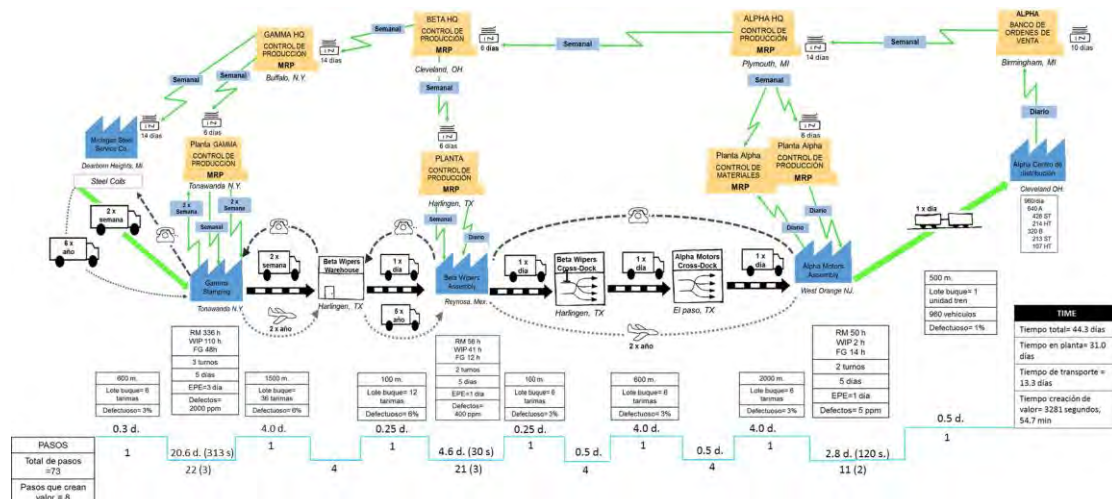 Semanal
GAMMA HQ
CONTROL DE
PRODUCCIÓN
MRP
Buffalo, N.Y.
14 días
Semanal
BETA HQ
CONTROL DE
PRODUCCIÓN
MRP
Cleveland, OH
0 días
Semanal
ALPHA HQ
CONTROL DE
PRODUCCIÓN
MRP
Plymouth, MI
14 días
Semanal
ALPHA
BANCO DE
ORDENES DE
VENTA
Birmingham, MI
10 días
Semanal
Semanal
Semanal
Semanal
Diario
14 días
6 días
6 días
6 días
Michigan Steel
Service Co.
Dearborn Heights, MI
Steel Coils
Planta GAMMA
CONTROL DE
PRODUCCIÓN
MRP
Tonawanda N.Y.
PLANTA
CONTROL DE
PRODUCCIÓN
MRP
Harlingen, TX
Planta Alpha
CONTROL DE
MATERIALES
MRP
Planta Alpha
CONTROL DE
PRODUCCIÓN
MRP
Alpha Centro de
distribución
Cleveland OH.
960 día
640 A
426 ST
214 HT
320 B
213 ST
107 HT
2 x
semana
6 x
año
2 x
Semana
Semanal
2 x
Semana
Semanal
Diario
Diario
Diario
2 x
semana
1 x
día
1 x
día
1 x
día
1 x
día
1 x día
Gamma
Stamping
Tonawanda N.Y.
Beta Wipers
Warehouse
Harlingen, TX
Beta Wipers
Assembly
Reynosa, Mex.
Beta Wipers
Cross-Dock
Harlingen, TX
Alpha Motors
Cross-Dock
El paso, TX
Alpha Motors
Assembly
West Orange NJ.
2 x año
8 x
año
2 x año
RM 336 h
WIP 110 h
FG 48h
3 turnos
5 días
EPE=3 día
Defectos=
2000 ppm
RM 56 h
WIP 41 h
FG 12 h
2 turnos
5 días
EPE=1 día
Defectos=
400 ppm
RM 50 h
WIP 2 h
FG 14 h
2 turnos
5 días
EPE=1 día
Defectos= 5 ppm
600 m.
Lote buque= 6
tarimas
Defectuoso= 3%
1500 m.
Lote buque=
36 tarimas
Defectuoso= 6%
100 m.
Lote buque= 12
tarimas
Defectuoso= 6%
100 m.
Lote buque= 6
tarimas
Defectuoso= 3%
600 m.
Lote buque= 6
tarimas
Defectuoso= 3%
2000 m.
Lote buque= 6
tarimas
Defectuoso= 3%
500 m.
Lote buque= 1
unidad tren
960 vehículos
Defectuoso= 1%
TIME
Tiempo total= 44.3 días
Tiempo en planta= 31.0
días
Tiempo de transporte =
13.3 días
Tiempo creación de
valor= 3281 segundos,
54.7 min
PASOS
Total de pasos
=73
Pasos que crean
valor = 8
0.3 d.
1
20.6 d. (313 s)
22 (3)
4.0 d.
1
4
0.25 d.
1
4.6 d. (30 s)
21 (3)
0.25 d.
1
0.5 d.
4
4.0 d.
1
0.5 d.
4
4.0 d.
1
2.8 d. (120 s.)
11 (2)
0.5 d.
1